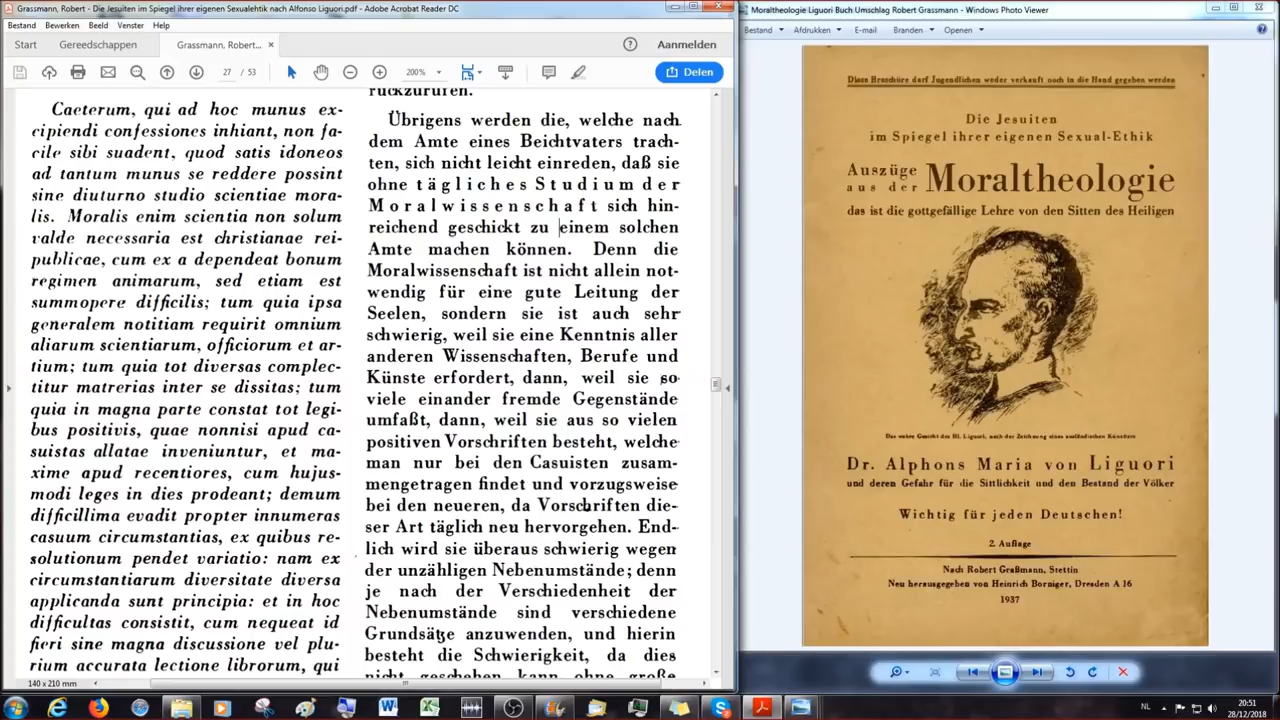 Grassmann, Robert - Die Jesuiten im Spiegel ihrer eigenen Sexualethik nach Alfonso Liguori.pdf - Adobe Acrobat Reader DC
Bestand Bewerken Beeld Venster Help
Start Gereedschappen Grassmann, Robert... × Aanmelden
27 / 53 200% Delen
Caeterum, qui ad hoc munus ex-
cipiendi confessiones inhiant, non fa-
cile sibi suadent, quod satis idoneos
ad tantum munus se reddere possint
sine diuturno studio scientiae mora-
lis. Moralis enim scientia non solum
valde necessaria est christianae rei-
publicae, cum ex a dependeat bonum
regimen animarum, sed etiam est
summopere difficilis; tum quia ipsa
generalem notitiam requirit omnium
aliarum scientiarum, officiorum et ar-
tium; tum quia tot diversas complec-
titur matrerias inter se dissitas; tum
quia in magna parte constat tot legi-
bus positivis, quae nonnisi apud ca-
suistas allatae inveniuntur, et ma-
xime apud recentiores, cum hujus-
modi leges in dies prodeant; demum
difficillima evadit propter innumeras
casuum circumstantias, ex quibus re-
solutionum pendet variatio: nam ex
circumstantiarum diversitate diversa
applicanda sunt principia: et in hoc
difficultas consistit, cum nequeat id
fieri sine magna discussione vel plu-
rium accurata lectione librorum, qui
rückzurufen.
Übrigens werden die, welche nach
dem Amte eines Beichtvaters trach-
ten, sich nicht leicht einreden, daß sie
ohne tägliches Studium der
Moralwissenschaft sich hin-
reichend geschickt zu einem solchen
Amte machen können. Denn die
Moralwissenschaft ist nicht allein not-
wendig für eine gute Leitung der
Seelen, sondern sie ist auch sehr
schwierig, weil sie eine Kenntnis aller
anderen Wissenschaften, Berufe und
Künste erfordert, dann, weil sie so
viele einander fremde Gegenstände
umfaßt, dann, weil sie aus so vielen
positiven Vorschriften besteht, welche
man nur bei den Casuisten zusam-
mengetragen findet und vorzugsweise
bei den neueren, da Vorschriften die-
ser Art täglich neu hervorgehen. End-
lich wird sie überaus schwierig wegen
der unzähligen Nebenumstände; denn
je nach der Verschiedenheit der
Nebenumstände sind verschiedene
Grundsätze anzuwenden, und hierin
besteht die Schwierigkeit, da dies
nicht geschehen kann ohne große
140 x 210 mm
Moraltheologie Liguori Buch Umschlag Robert Grassmann - Windows Photo Viewer
Bestand Afdrukken E-mail Branden Openen
Diese Broschüre darf Jugendlichen weder verkauft noch in die Hand gegeben werden
Die Jesuiten
im Spiegel ihrer eigenen Sexual-Ethik
Auszüge
aus der Moraltheologie
das ist die gottgefällige Lehre von den Sitten des Heiligen
Das wahre Gesicht des Hl. Liguori, nach der Zeichnung eines ausländischen Künstlers
Dr. Alphons Maria von Liguori
und deren Gefahr für die Sittlichkeit und den Bestand der Völker
Wichtig für jeden Deutschen!
2. Auflage
Nach Robert Graßmann, Stettin
Neu herausgegeben von Heinrich Borniger, Dresden A 16
1937
NL 20:51
28/12/2018